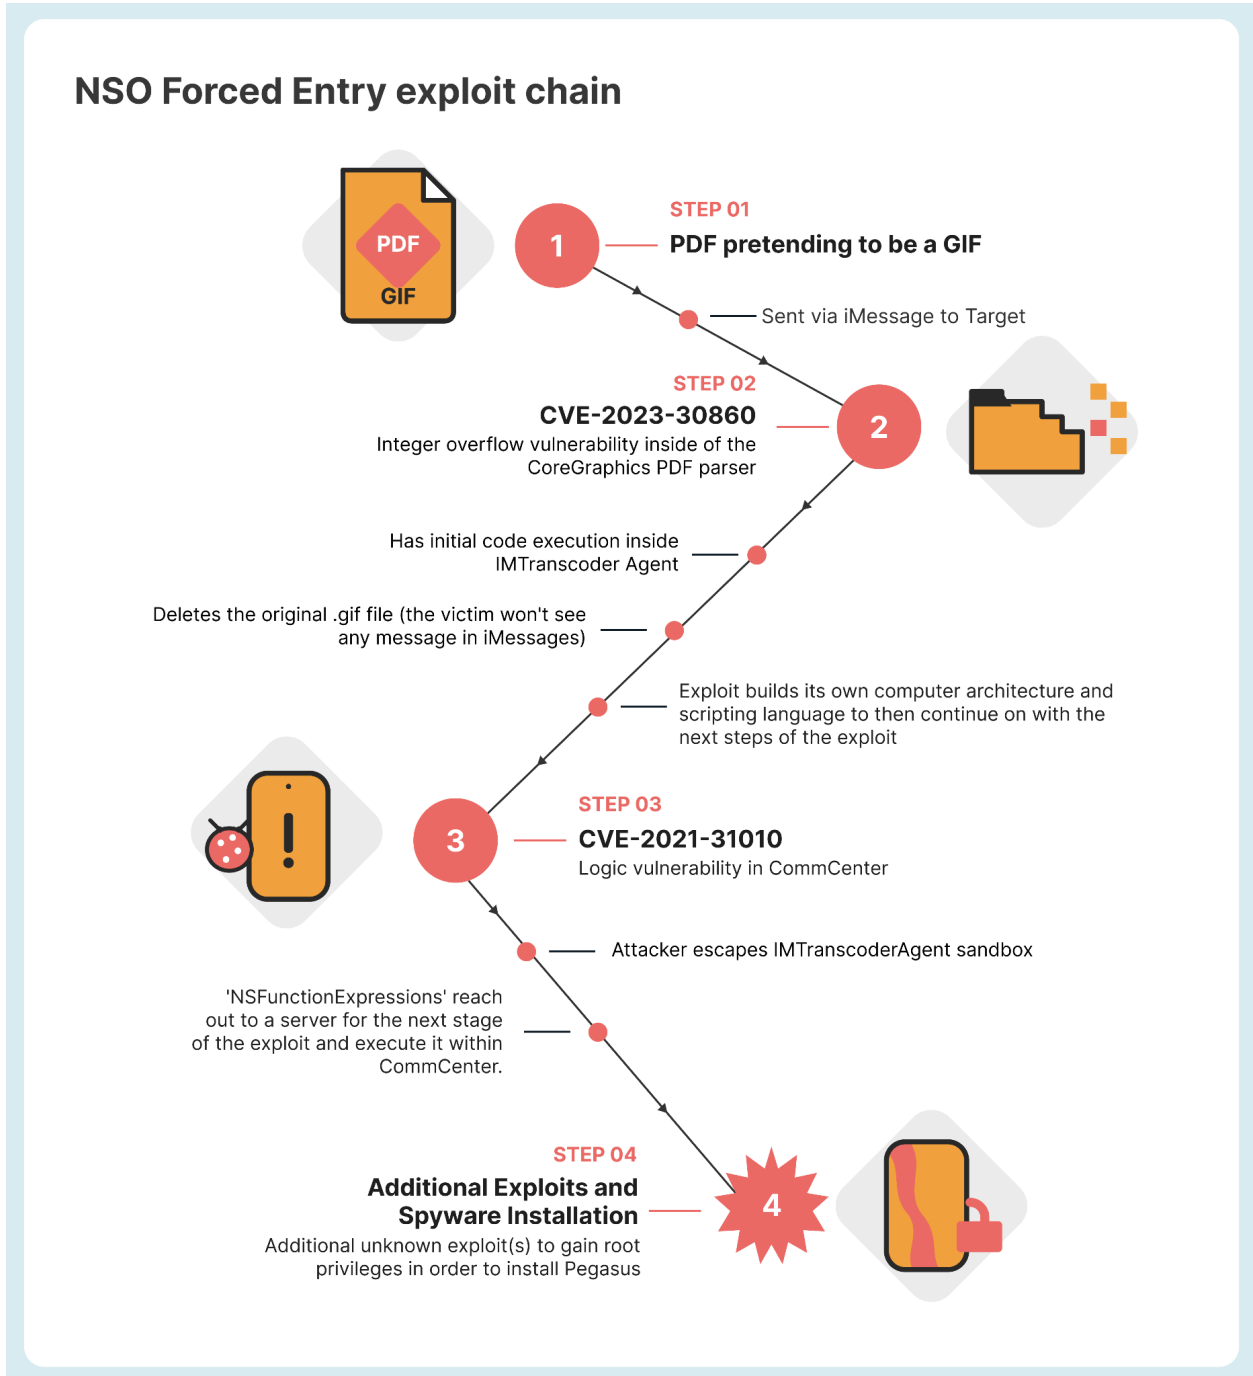 NSO Forced Entry exploit chain
PDF
GIF
1
STEP 01
PDF pretending to be a GIF
Sent via iMessage to Target
STEP 02
CVE-2023-30860
Integer overflow vulnerability inside of the
CoreGraphics PDF parser
2
Has initial code execution inside
IMTranscoder Agent
Deletes the original .gif file (the victim won't see
any message in iMessages)
Exploit builds its own computer architecture and
scripting language to then continue on with the
next steps of the exploit
3
STEP 03
CVE-2021-31010
Logic vulnerability in CommCenter
Attacker escapes IMTranscoderAgent sandbox
'NSFunctionExpressions' reach
out to a server for the next stage
of the exploit and execute it within
CommCenter.
STEP 04
Additional Exploits and
Spyware Installation
Additional unknown exploit(s) to gain root
privileges in order to install Pegasus
4